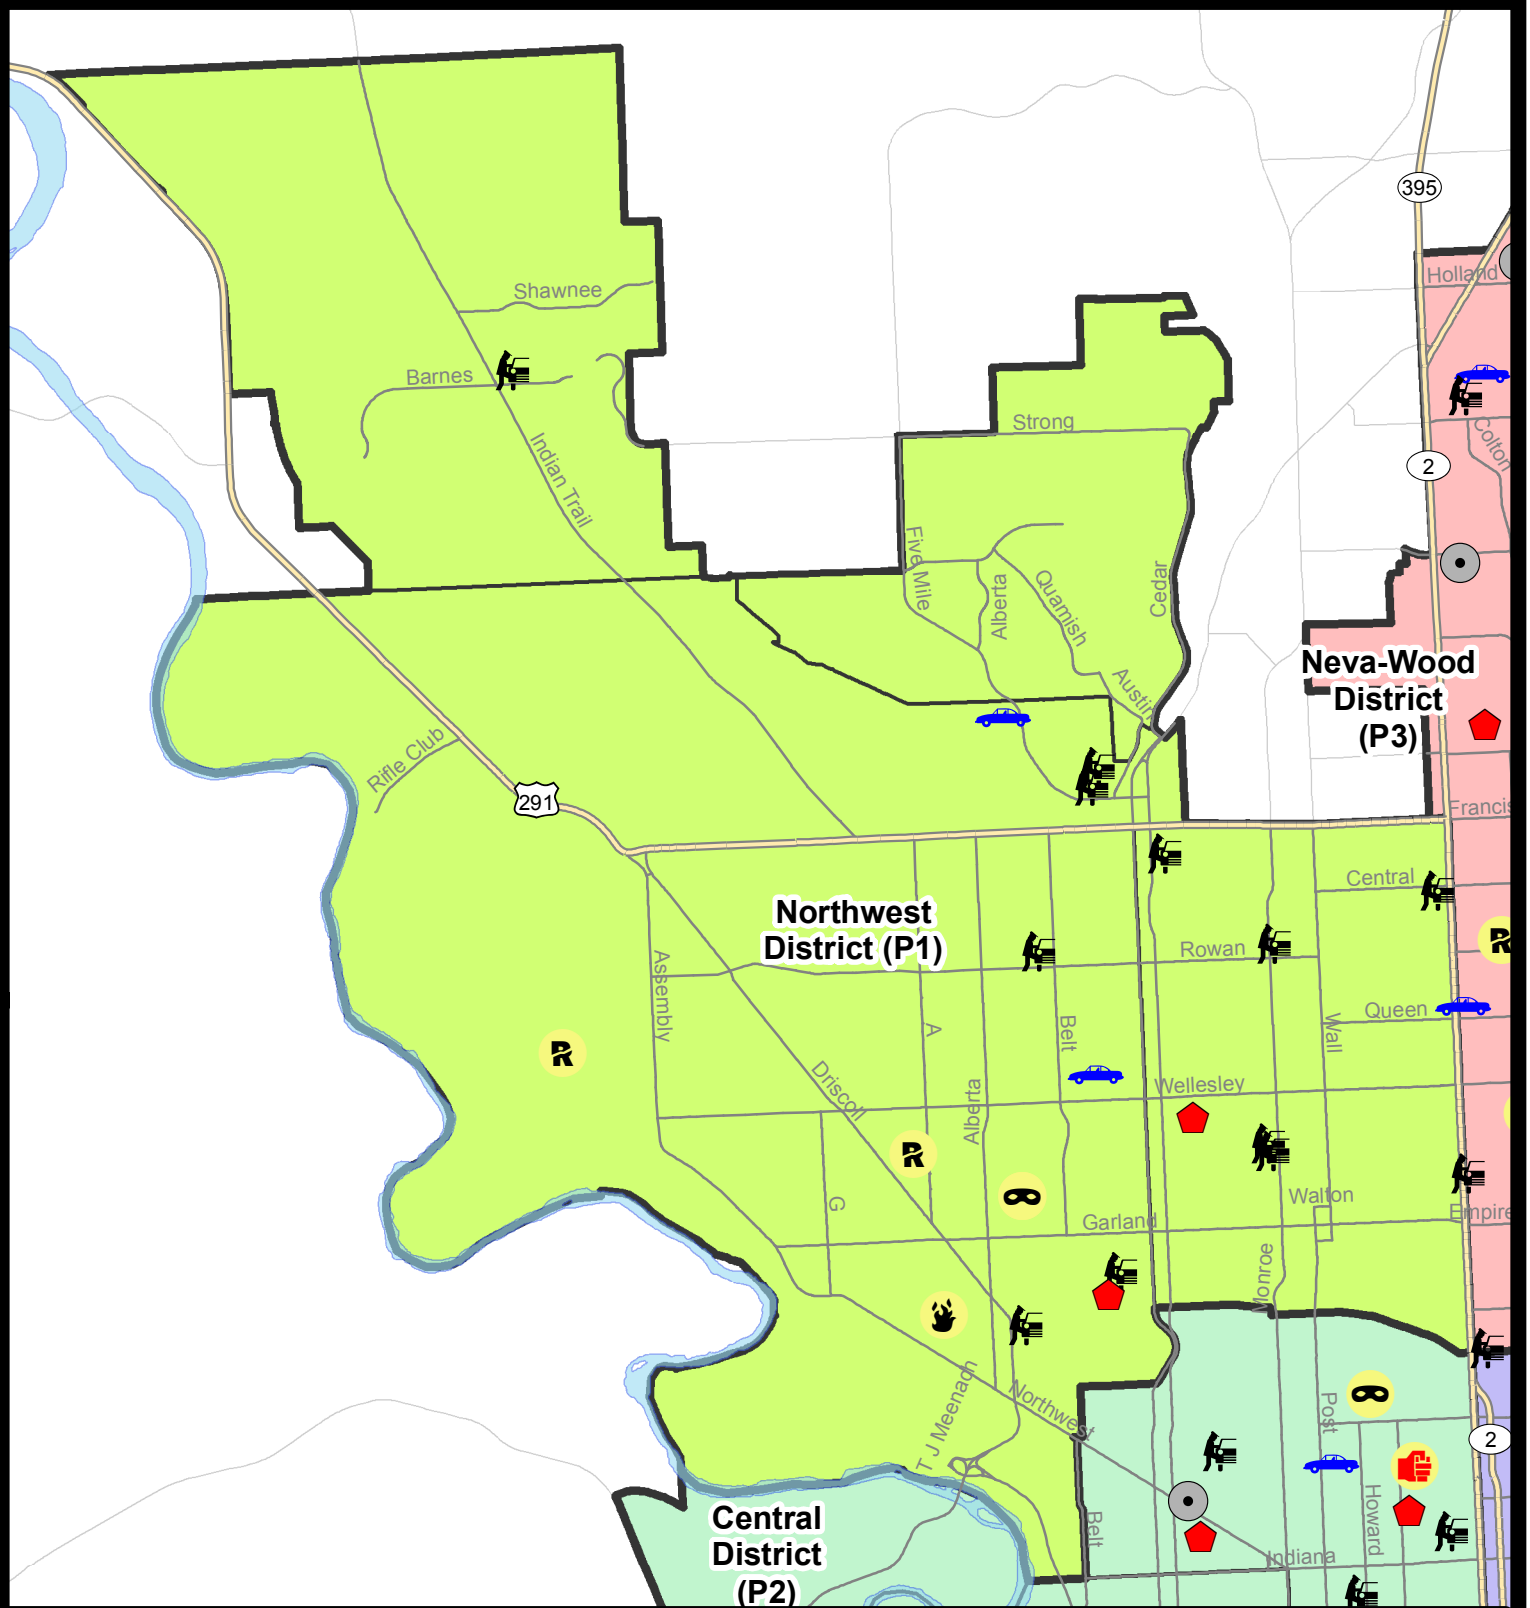 395
Holland
Shawnee
Barnes
Strong
Colton
Indian Trail
2
Five Mile
Alberta
Quamish
Cedar
Austin
Neva-Wood
District
(P3)
Rifle Club
291
Francis
Central
Northwest
District (P1)
Rowan
Assembly
A
Belt
Queen
Wall
Driscoll
Wellesley
Alberta
R
R
R
G
Walton
Garland
Empire
Monroe
T J Meenach
Northwest
Post
2
Howard
Belt
Indiana
Central
District
(P2)